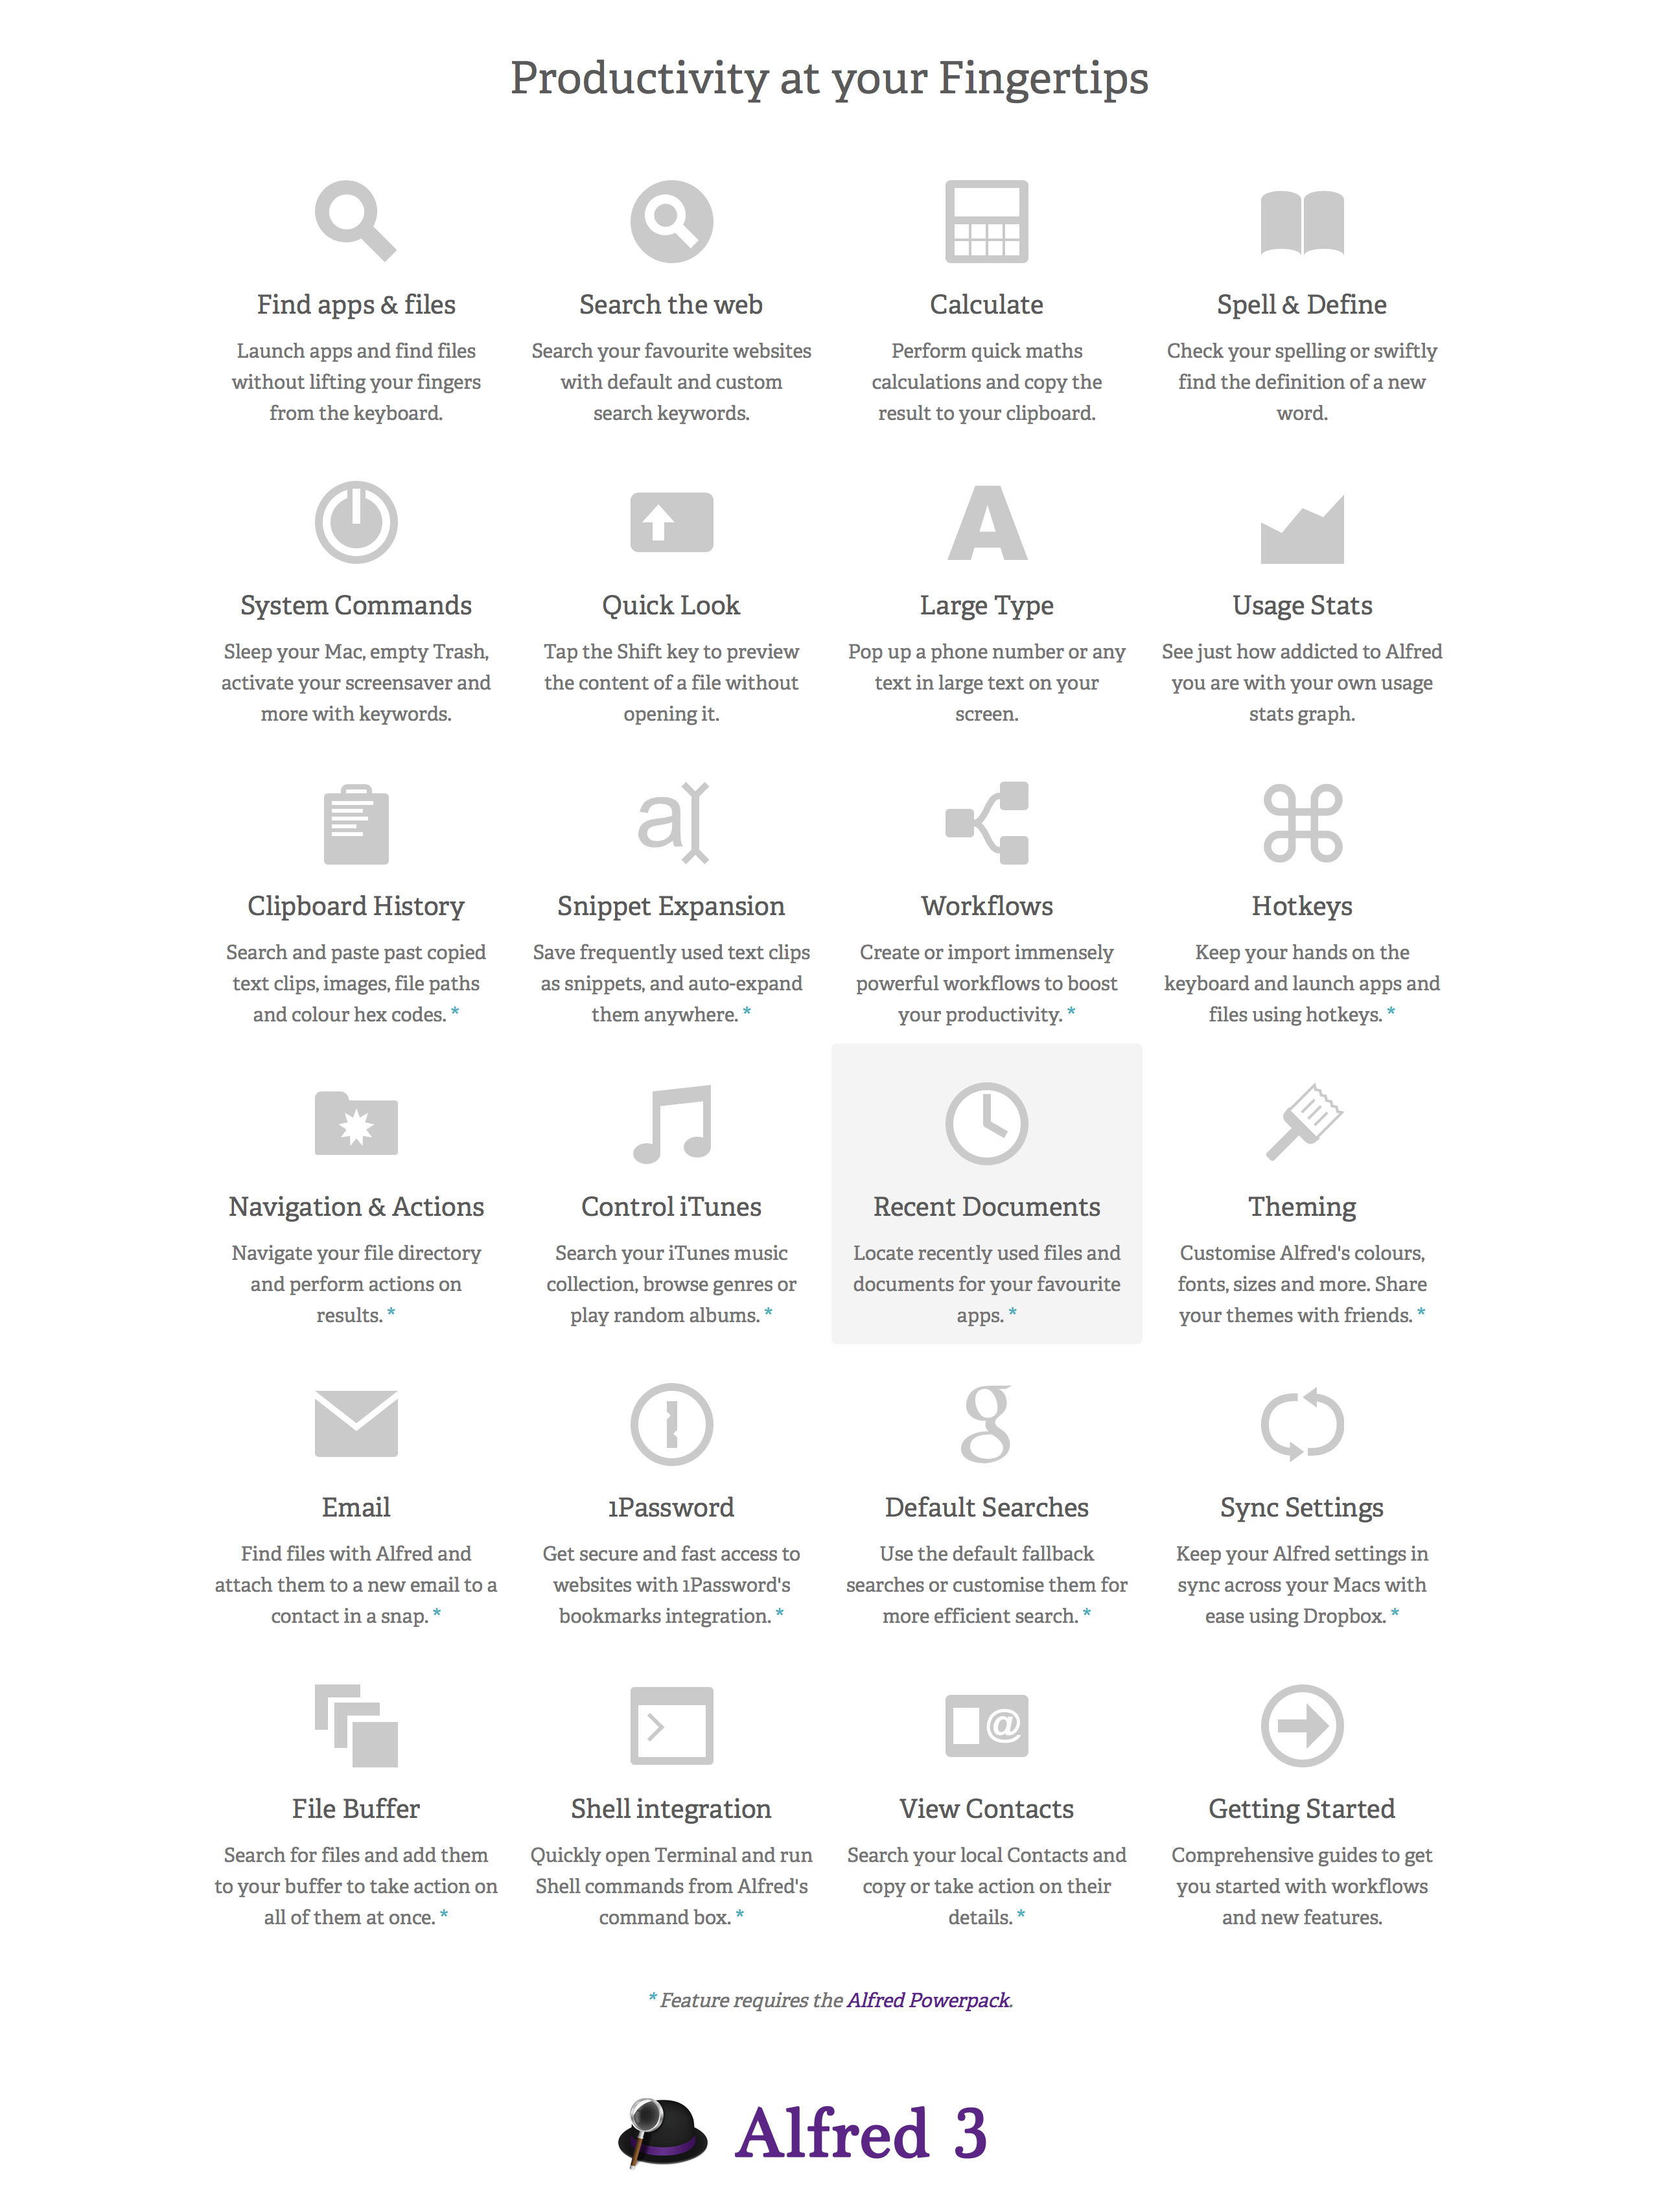 Productivity at your Fingertips
Find apps & files
Launch apps and find files
without lifting your fingers
from the keyboard.
Search the web
Search your favourite websites
with default and custom
search keywords.
Calculate
Perform quick maths
calculations and copy the
result to your clipboard.
Spell & Define
Check your spelling or swiftly
find the definition of a new
word.
System Commands
Sleep your Mac, empty Trash,
activate your screensaver and
more with keywords.
Quick Look
Tap the Shift key to preview
the content of a file without
opening it.
A
Large Type
Pop up a phone number or any
text in large text on your
screen.
Usage Stats
See just how addicted to Alfred
you are with your own usage
stats graph.
Clipboard History
Search and paste past copied
text clips, images, file paths
and colour hex codes. *
a
Snippet Expansion
Save frequently used text clips
as snippets, and auto-expand
them anywhere. *
Workflows
Create or import immensely
powerful workflows to boost
your productivity. *
⌘
Hotkeys
Keep your hands on the
keyboard and launch apps and
files using hotkeys. *
Navigation & Actions
Navigate your file directory
and perform actions on
results. *
Control iTunes
Search your iTunes music
collection, browse genres or
play random albums. *
Recent Documents
Locate recently used files and
documents for your favourite
apps. *
Theming
Customise Alfred's colours,
fonts, sizes and more. Share
your themes with friends. *
Email
Find files with Alfred and
attach them to a new email to a
contact in a snap. *
1Password
Get secure and fast access to
websites with 1Password's
bookmarks integration. *
g
Default Searches
Use the default fallback
searches or customise them for
more efficient search. *
Sync Settings
Keep your Alfred settings in
sync across your Macs with
ease using Dropbox. *
File Buffer
Search for files and add them
to your buffer to take action on
all of them at once. *
>
Shell integration
Quickly open Terminal and run
Shell commands from Alfred's
command box. *
@
View Contacts
Search your local Contacts and
copy or take action on their
details. *
Getting Started
Comprehensive guides to get
you started with workflows
and new features.
* Feature requires the Alfred Powerpack.
Alfred 3